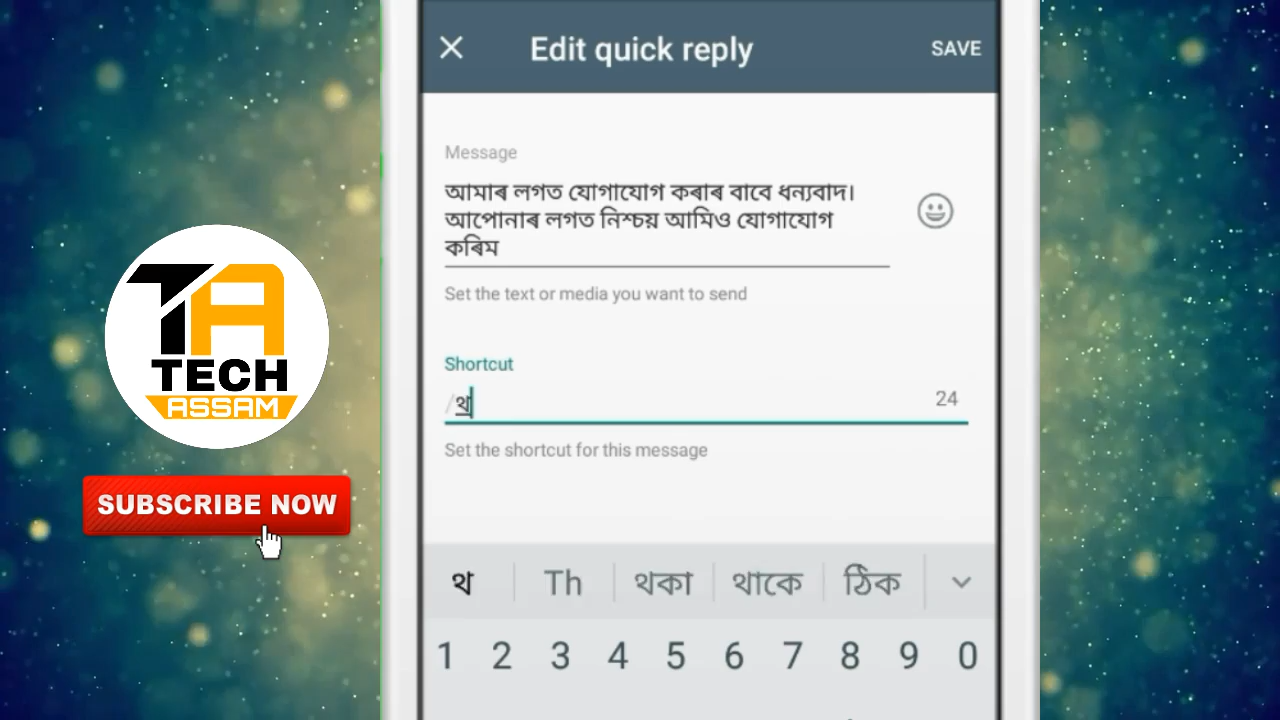 Edit quick reply
SAVE
Message
আমাৰ লগত যোগাযোগ কৰাৰ বাবে ধন্যবাদ।
আপোনাৰ লগত নিশ্চয় আমিও যোগাযোগ
কৰিম
Set the text or media you want to send
Shortcut
/থ
24
Set the shortcut for this message
থ Th থকা থাকে ঠিক
1 2 3 4 5 6 7 8 9 0
TA
TECH
ASSAM
SUBSCRIBE NOW